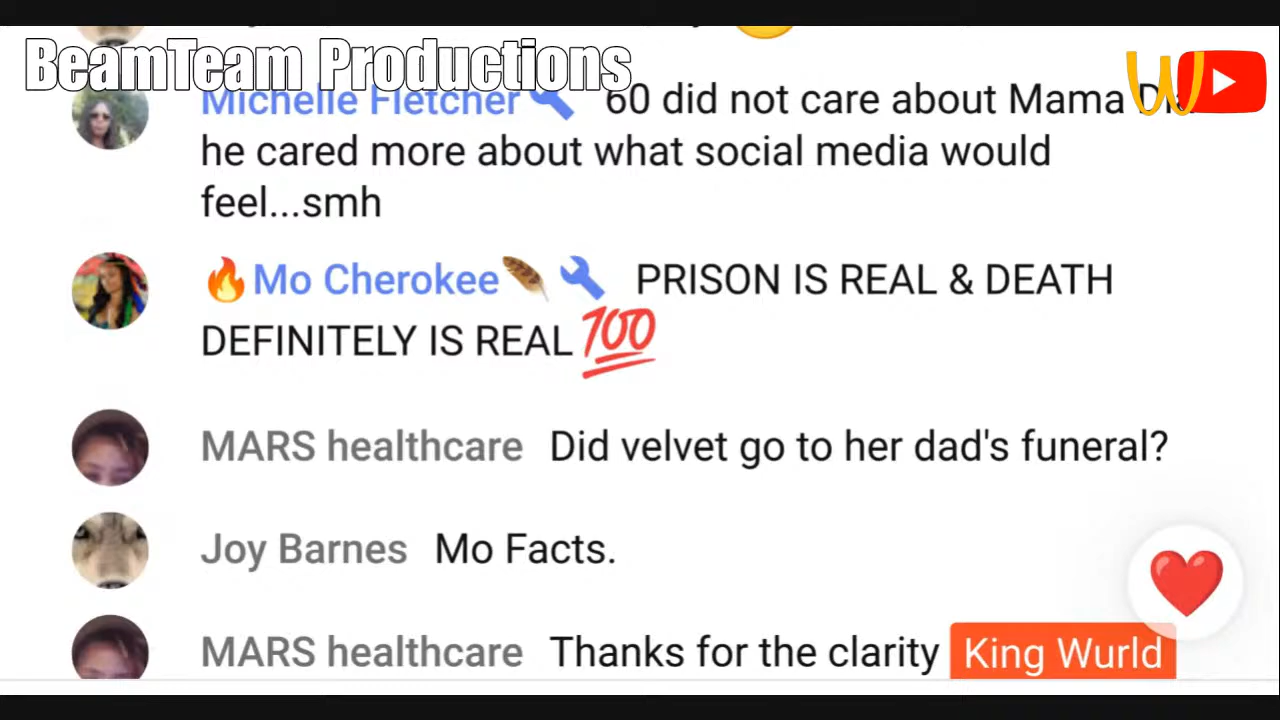 BeamTeam Productions
Michelle Fletcher 60 did not care about Mama
he cared more about what social media would
feel...smh
🔥Mo Cherokee🪶🔧 PRISON IS REAL & DEATH
DEFINITELY IS REAL💯
MARS healthcare Did velvet go to her dad's funeral?
Joy Barnes Mo Facts.
MARS healthcare Thanks for the clarity King Wurld